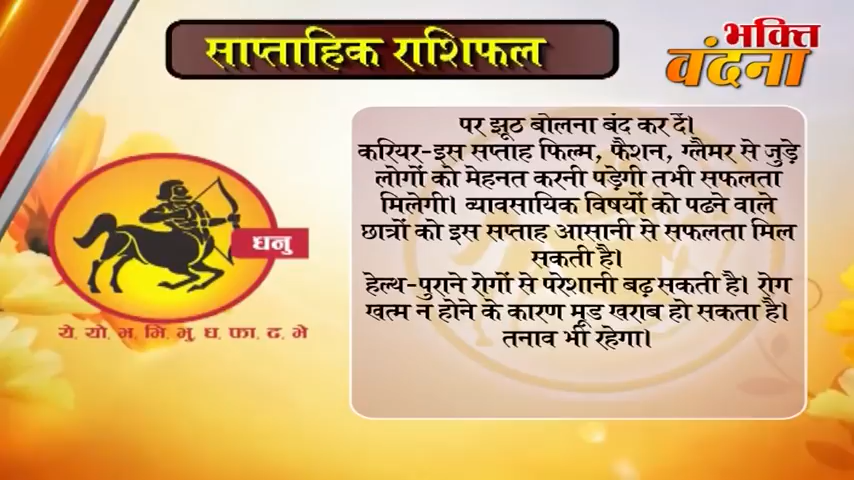 साप्ताहिक राशिफल
भक्ति
वंदना
पर झूठ बोलना बंद कर दें।
करियर-इस सप्ताह फिल्म, फैशन, ग्लैमर से जुड़े
लोगों को मेहनत करनी पड़ेगी तभी सफलता
मिलेगी। व्यावसायिक विषयों को पढने वाले
छात्रों को इस सप्ताह आसानी से सफलता मिल
सकती है।
हेल्थ-पुराने रोगों से परेशानी बढ़ सकती है। रोग
खत्म न होने के कारण मूड खराब हो सकता है।
तनाव भी रहेगा।
धनु
ये, यो, भ, भि, भु, ध, फा, ढ, भे